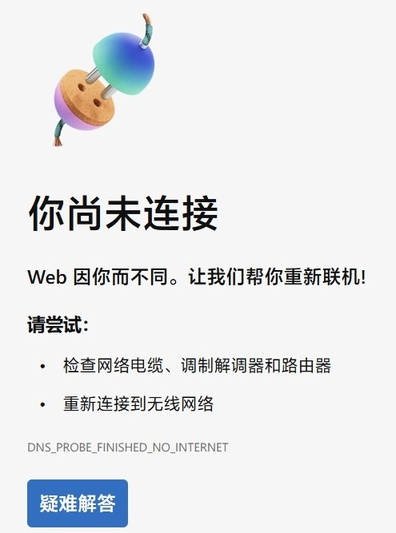 你尚未连接
Web 因你而不同。让我们帮你重新联机!
请尝试:
• 检查网络电缆、调制解调器和路由器
• 重新连接到无线网络
DNS_PROBE_FINISHED_NO_INTERNET
疑难解答